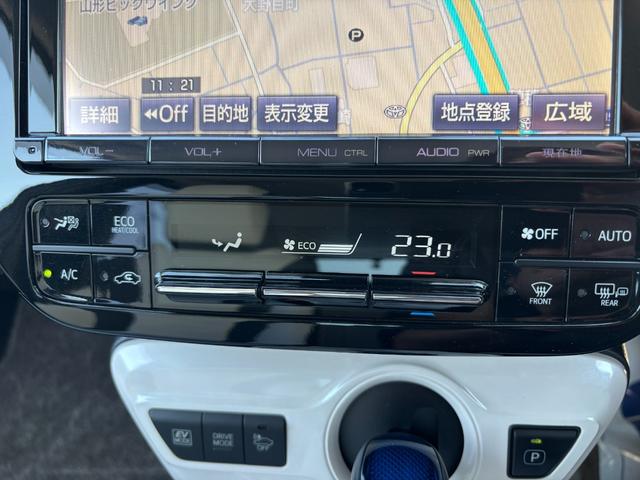 山形ビッグウイング 大野目町
P
11:21
詳細 ◀◀Off 目的地 表示変更 地点登録 広域
VOL− VOL+ MENU CTRL AUDIO PWR 現在地
ECO HEAT/COOL
ECO 23.0
OFF AUTO
A/C
FRONT REAR
EV MODE DRIVE MODE OFF P